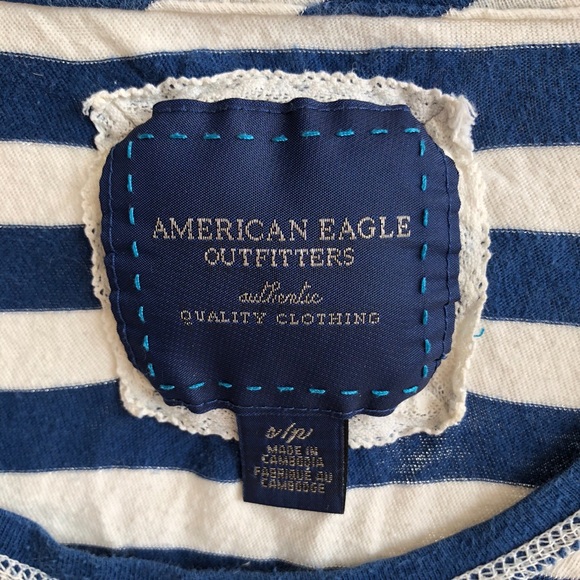 AMERICAN EAGLE
OUTFITTERS
authentic
QUALITY CLOTHING
s/p
MADE IN
CAMBODIA
FABRIQUÉ AU
CAMBODGE